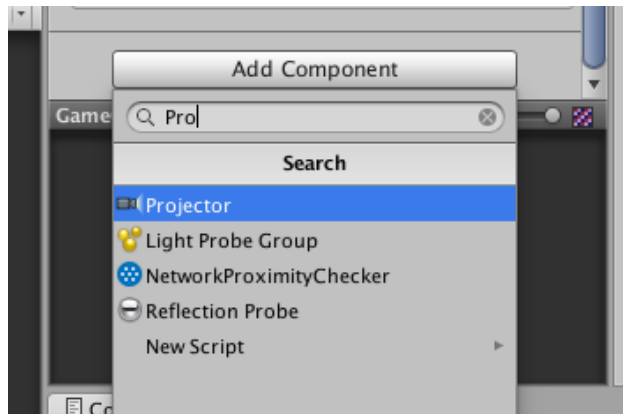 Add Component
Game
Pro
Search
Projector
Light Probe Group
NetworkProximityChecker
Reflection Probe
New Script